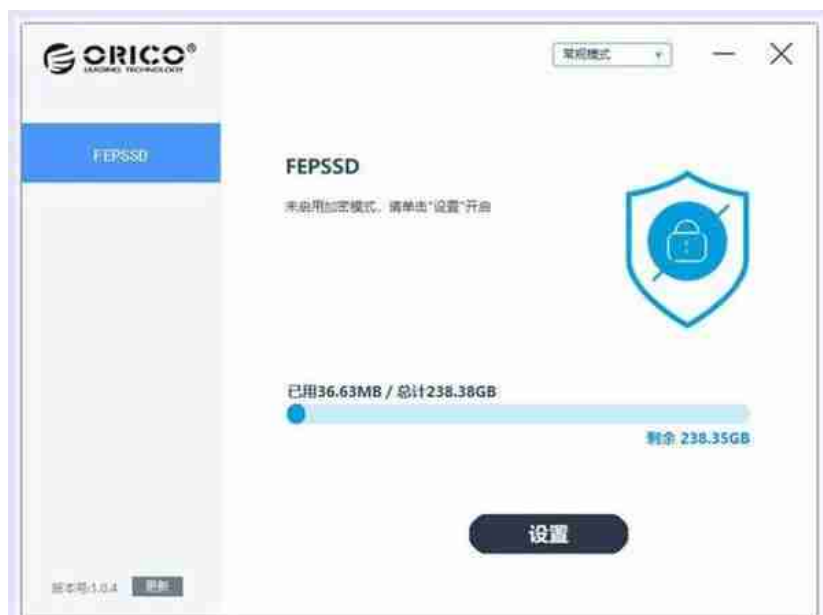 ORICO®
LEADING TECHNOLOGY
常规模式
FEPSSD
FEPSSD
未启用加密模式，请单击"设置"开启
已用36.63MB / 总计238.38GB
剩余 238.35GB
设置
版本号:1.0.4
更新